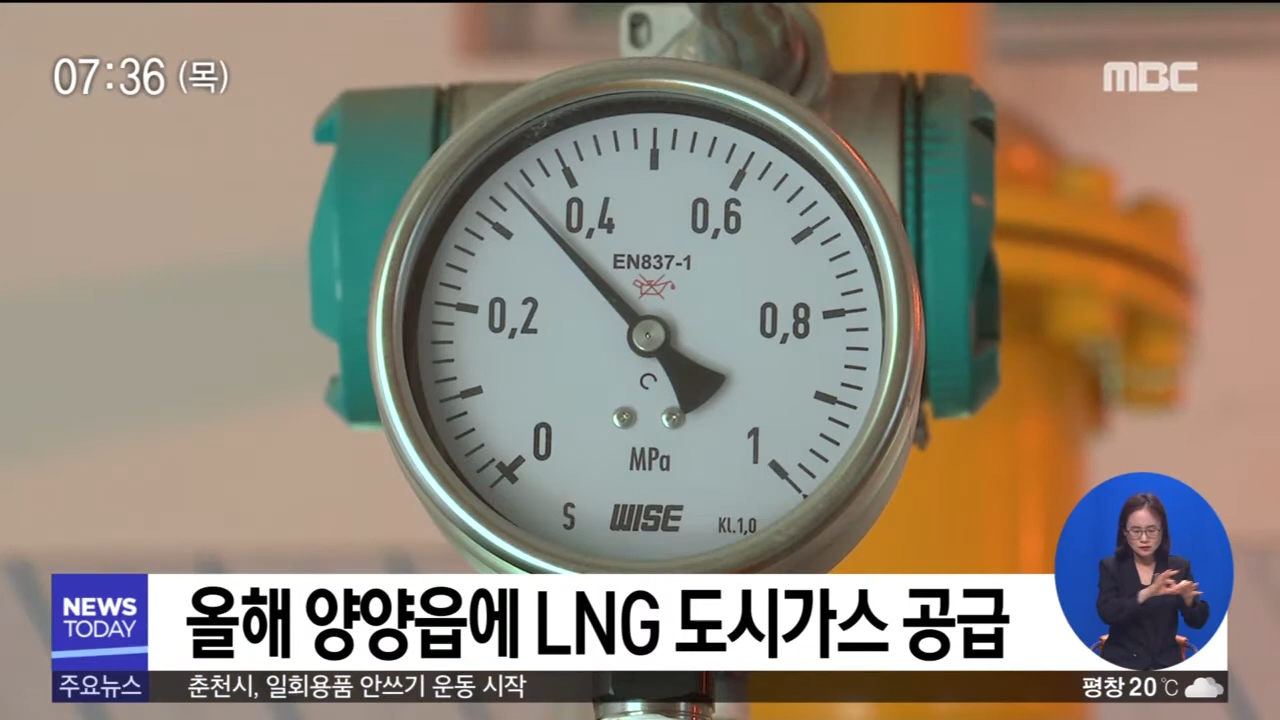 07:36 (목)
MBC
0,4
0,6
EN837-1
0,2
0,8
0
1
MPa
S
WISE
Kl.1,0
NEWS
TODAY
올해 양양읍에 LNG 도시가스 공급
주요뉴스
춘천시, 일회용품 안쓰기 운동 시작
평창 20℃